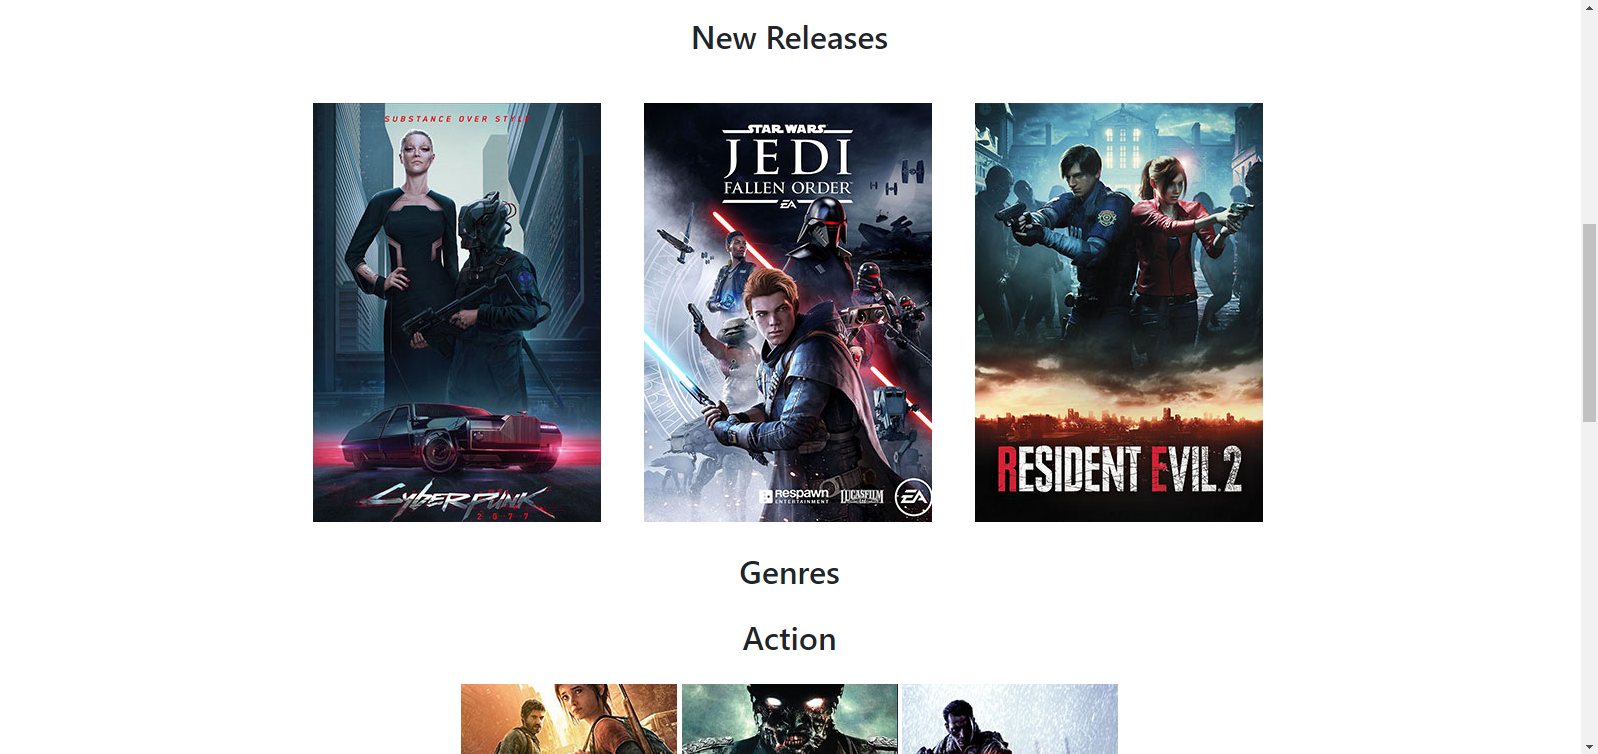 New Releases
SUBSTANCE OVER STYLE
CYBERPUNK
2077
STAR WARS
JEDI
FALLEN ORDER
EA
Respawn
ENTERTAINMENT
LUCASFILM
EA
RESIDENT EVIL 2
Genres
Action